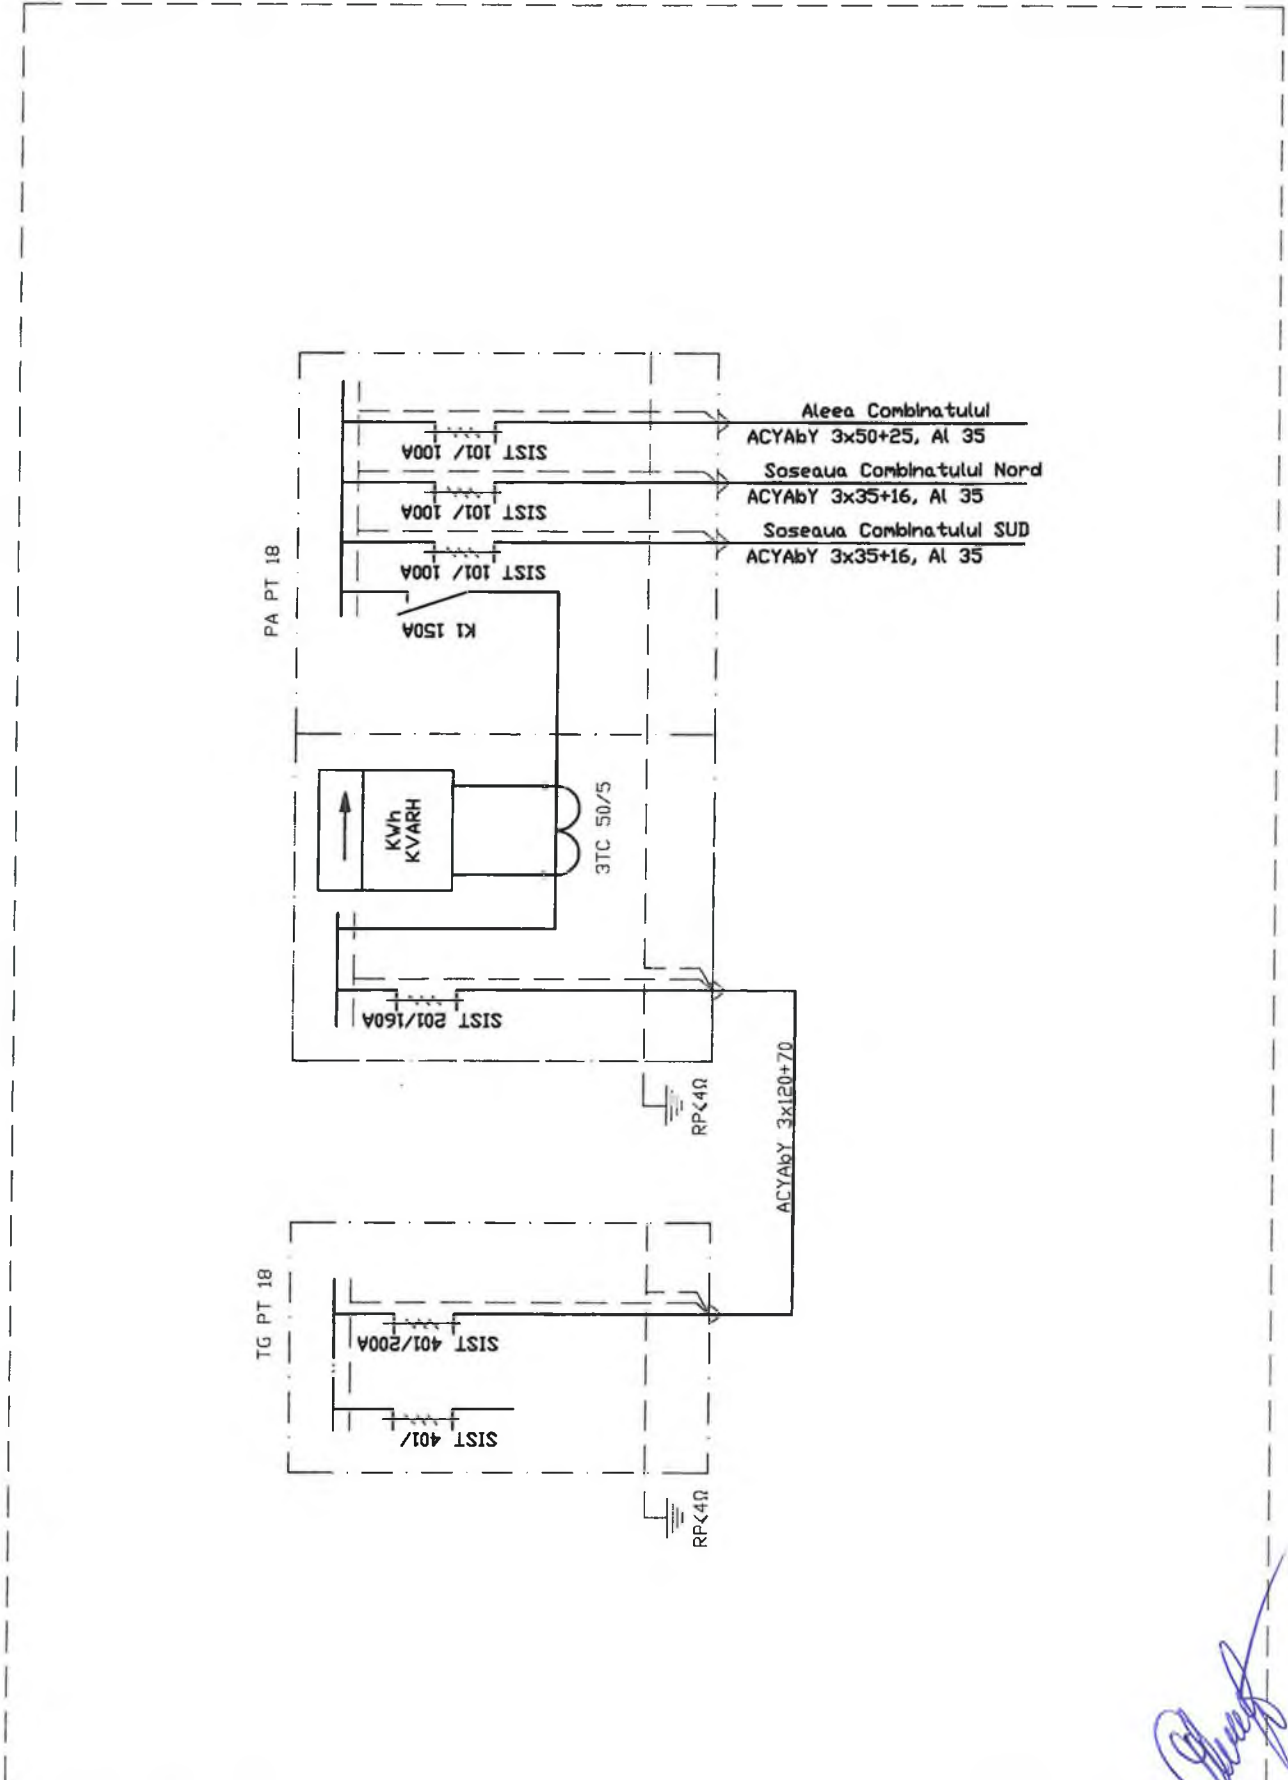 Aleea Combinatului
ACYAbY 3x50+25, Al 35
SIST 101/ 100A
Soseaua Combinatului Nord
ACYAbY 3x35+16, Al 35
SIST 101/ 100A
Soseaua Combinatului SUD
ACYAbY 3x35+16, Al 35
SIST 101/ 100A
PA PT 18
K1 150A
KWh
KVARH
3TC 50/5
SIST 201/160A
RP<4Ω
ACYAbY 3x120+70
TG PT 18
SIST 401/200A
SIST 401/
RP<4Ω